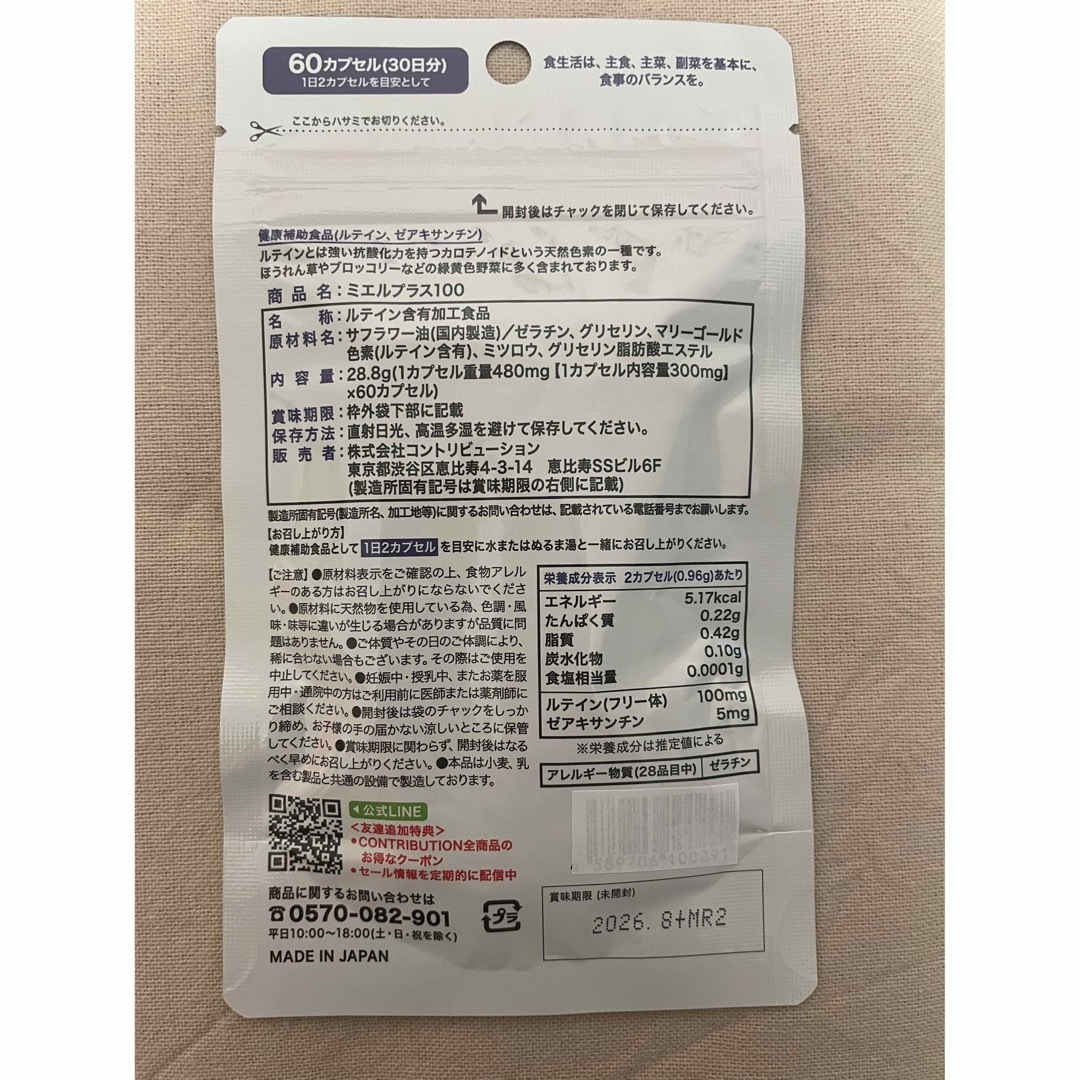 60カプセル(30日分)
1日2カプセルを目安として
食生活は、主食、主菜、副菜を基本に、
食事のバランスを。
ここからハサミでお切りください。
開封後はチャックを閉じて保存してください。
健康補助食品(ルテイン、ゼアキサンチン)
ルテインとは強い抗酸化力を持つカロテノイドという天然色素の一種です。
ほうれん草やブロッコリーなどの緑黄色野菜に多く含まれております。
商品名：ミエルプラス100
名称：ルテイン含有加工食品
原材料名：サフラワー油(国内製造)／ゼラチン、グリセリン、マリーゴールド
色素(ルテイン含有)、ミツロウ、グリセリン脂肪酸エステル
内容量：28.8g(1カプセル重量480mg【1カプセル内容量300mg】
×60カプセル)
賞味期限：枠外袋下部に記載
保存方法：直射日光、高温多湿を避けて保存してください。
販売者：株式会社コントリビューション
東京都渋谷区恵比寿4-3-14　恵比寿SSビル6F
(製造所固有記号は賞味期限の右側に記載)
製造所固有記号(製造所名、加工地等)に関するお問い合わせは、記載されている電話番号までお願いします。
【お召し上がり方】
健康補助食品として 1日2カプセル を目安に水またはぬるま湯と一緒にお召し上がりください。
【ご注意】●原材料表示をご確認の上、食物アレル
ギーのある方はお召し上がりにならないでくださ
い。●原材料に天然物を使用している為、色調・風
味・味等に違いが生じる場合がありますが品質に問
題はありません。●ご体質やその日のご体調により、
稀に合わない場合もございます。その際はご使用を
中止してください。●妊娠中・授乳中、またお薬を服
用中・通院中の方はご利用前に医師または薬剤師に
ご相談ください。●開封後は袋のチャックをしっか
り締め、お子様の手の届かない涼しいところに保管
してください。●賞味期限に関わらず、開封後はなる
べく早めにお召し上がりください。●本品は小麦、乳
を含む製品と共通の設備で製造しております。
栄養成分表示 2カプセル(0.96g)あたり
エネルギー 5.17kcal
たんぱく質 0.22g
脂質 0.42g
炭水化物 0.10g
食塩相当量 0.0001g
ルテイン(フリー体) 100mg
ゼアキサンチン 5mg
※栄養成分は推定値による
アレルギー物質(28品目中) ゼラチン
公式LINE
＜友達追加特典＞
•CONTRIBUTION全商品の
お得なクーポン
•セール情報を定期的に配信中
商品に関するお問い合わせは
☎0570-082-901
平日10:00〜18:00(土・日・祝を除く)
MADE IN JAPAN
プラ
賞味期限 (未開封)
2026. 8+MR2